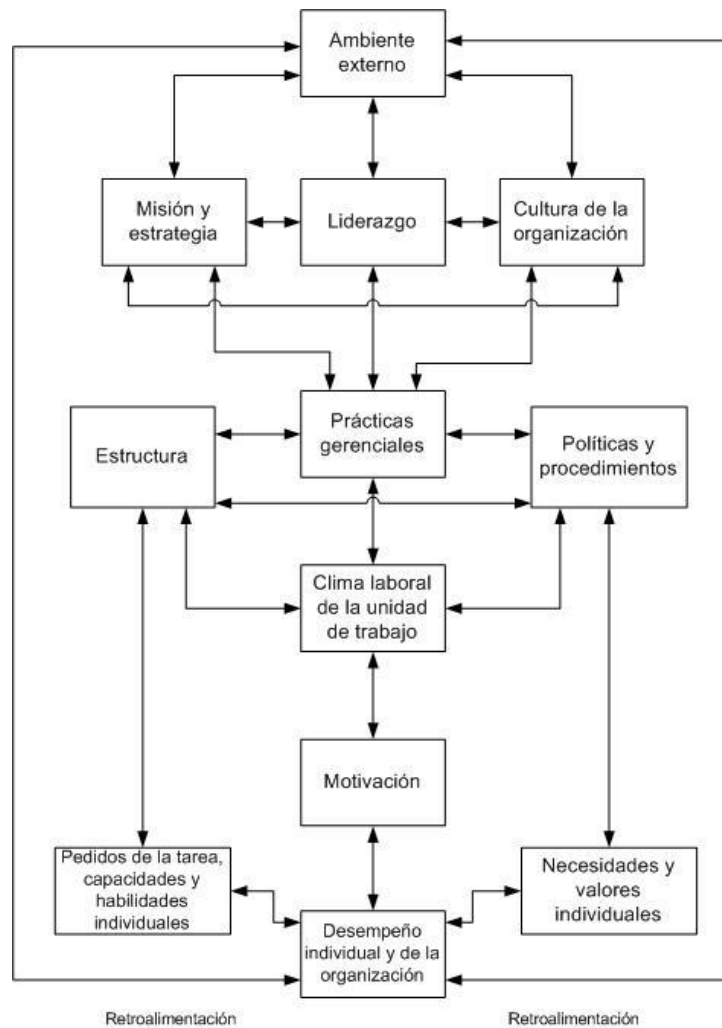 Ambiente
externo
Misión y
estrategia
Liderazgo
Cultura de la
organización
Estructura
Prácticas
gerenciales
Políticas y
procedimientos
Clima laboral
de la unidad
de trabajo
Motivación
Pedidos de la tarea,
capacidades y
habilidades
individuales
Necesidades y
valores
individuales
Desempeño
individual y de la
organización
Retroalimentación
Retroalimentación